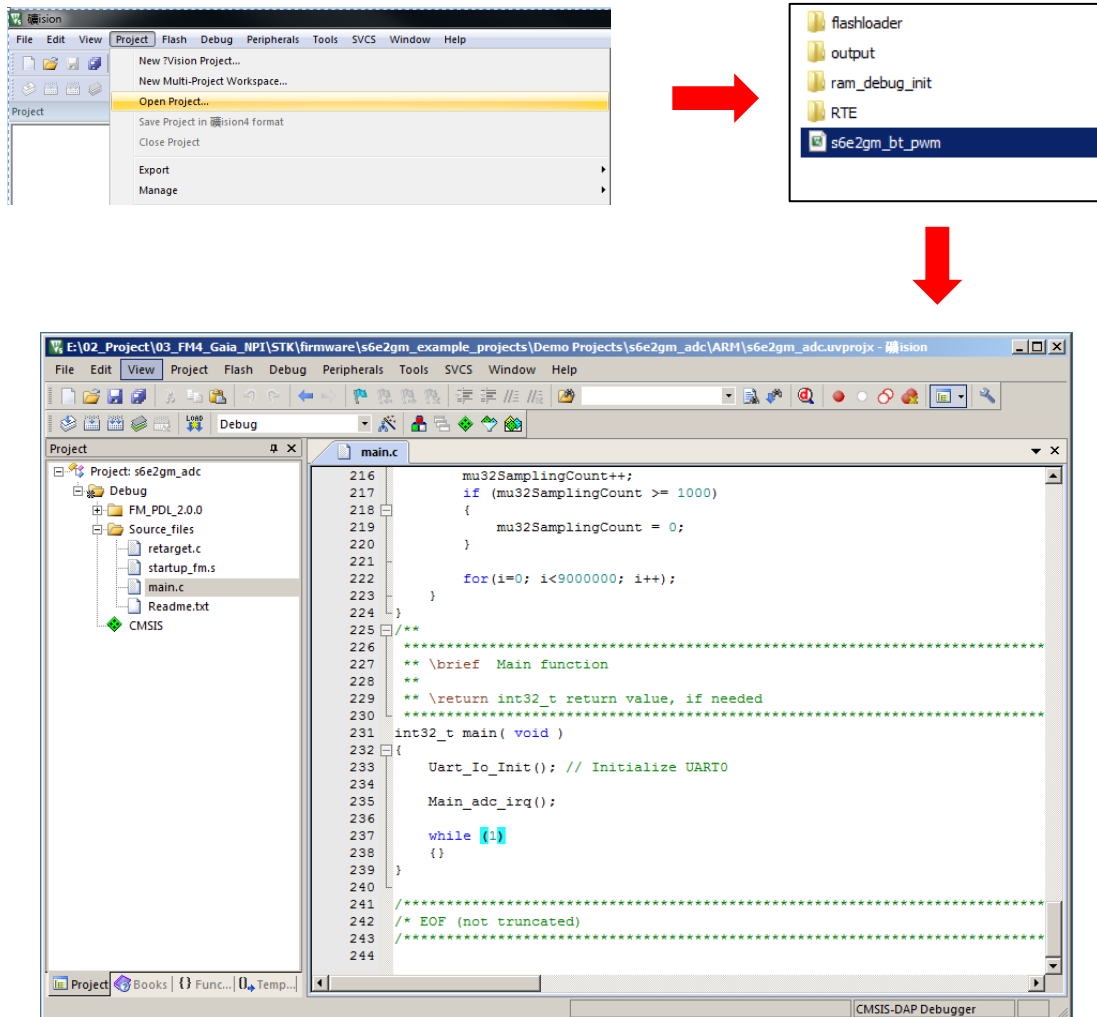 礦ision
File Edit View Project Flash Debug Peripherals Tools SVCS Window Help
New ?Vision Project...
New Multi-Project Workspace...
Open Project...
Save Project in 礦ision4 format
Close Project
Export
Manage
Project
flashloader
output
ram_debug_init
RTE
s6e2gm_bt_pwm
E:\02_Project\03_FM4_Gaia_NPI\STK\firmware\s6e2gm_example_projects\Demo Projects\s6e2gm_adc\ARM\s6e2gm_adc.uvprojx - 礦ision
File Edit View Project Flash Debug Peripherals Tools SVCS Window Help
LOAD Debug
Project
Project: s6e2gm_adc
Debug
FM_PDL_2.0.0
Source_files
retarget.c
startup_fm.s
main.c
Readme.txt
CMSIS
main.c
216 mu32SamplingCount++;
217 if (mu32SamplingCount >= 1000)
218 {
219 mu32SamplingCount = 0;
220 }
221
222 for(i=0; i<9000000; i++);
223 }
224 }
225 /**
226 ***************************************************************************
227 ** \brief Main function
228 **
229 ** \return int32_t return value, if needed
230 ***************************************************************************
231 int32_t main( void )
232 {
233 Uart_Io_Init(); // Initialize UART0
234
235 Main_adc_irq();
236
237 while (1)
238 {}
239 }
240
241 /***************************************************************************
242 /* EOF (not truncated)
243 /***************************************************************************
244
Project Books {} Func... Temp...
CMSIS-DAP Debugger